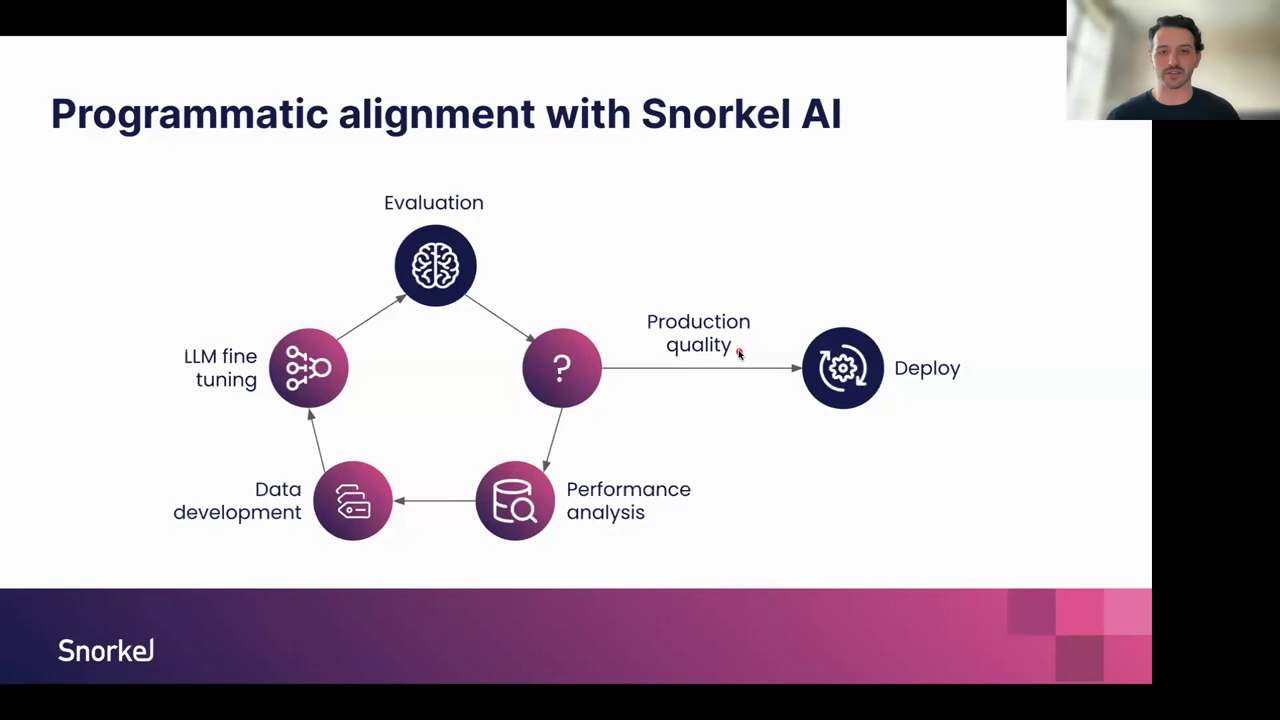 Programmatic alignment with Snorkel AI
Evaluation
Production
quality
LLM fine
tuning
?
Deploy
Data
development
Performance
analysis
Snorkel